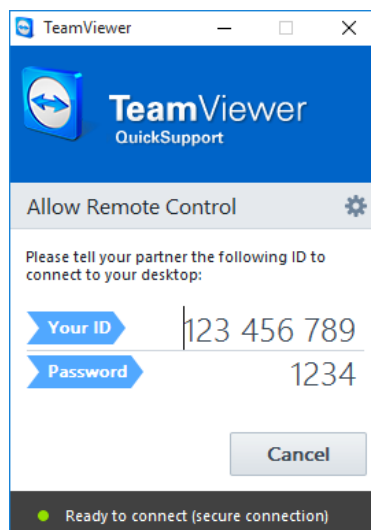 TeamViewer
TeamViewer
QuickSupport
Allow Remote Control
Please tell your partner the following ID to
connect to your desktop:
Your ID 123 456 789
Password 1234
Cancel
Ready to connect (secure connection)